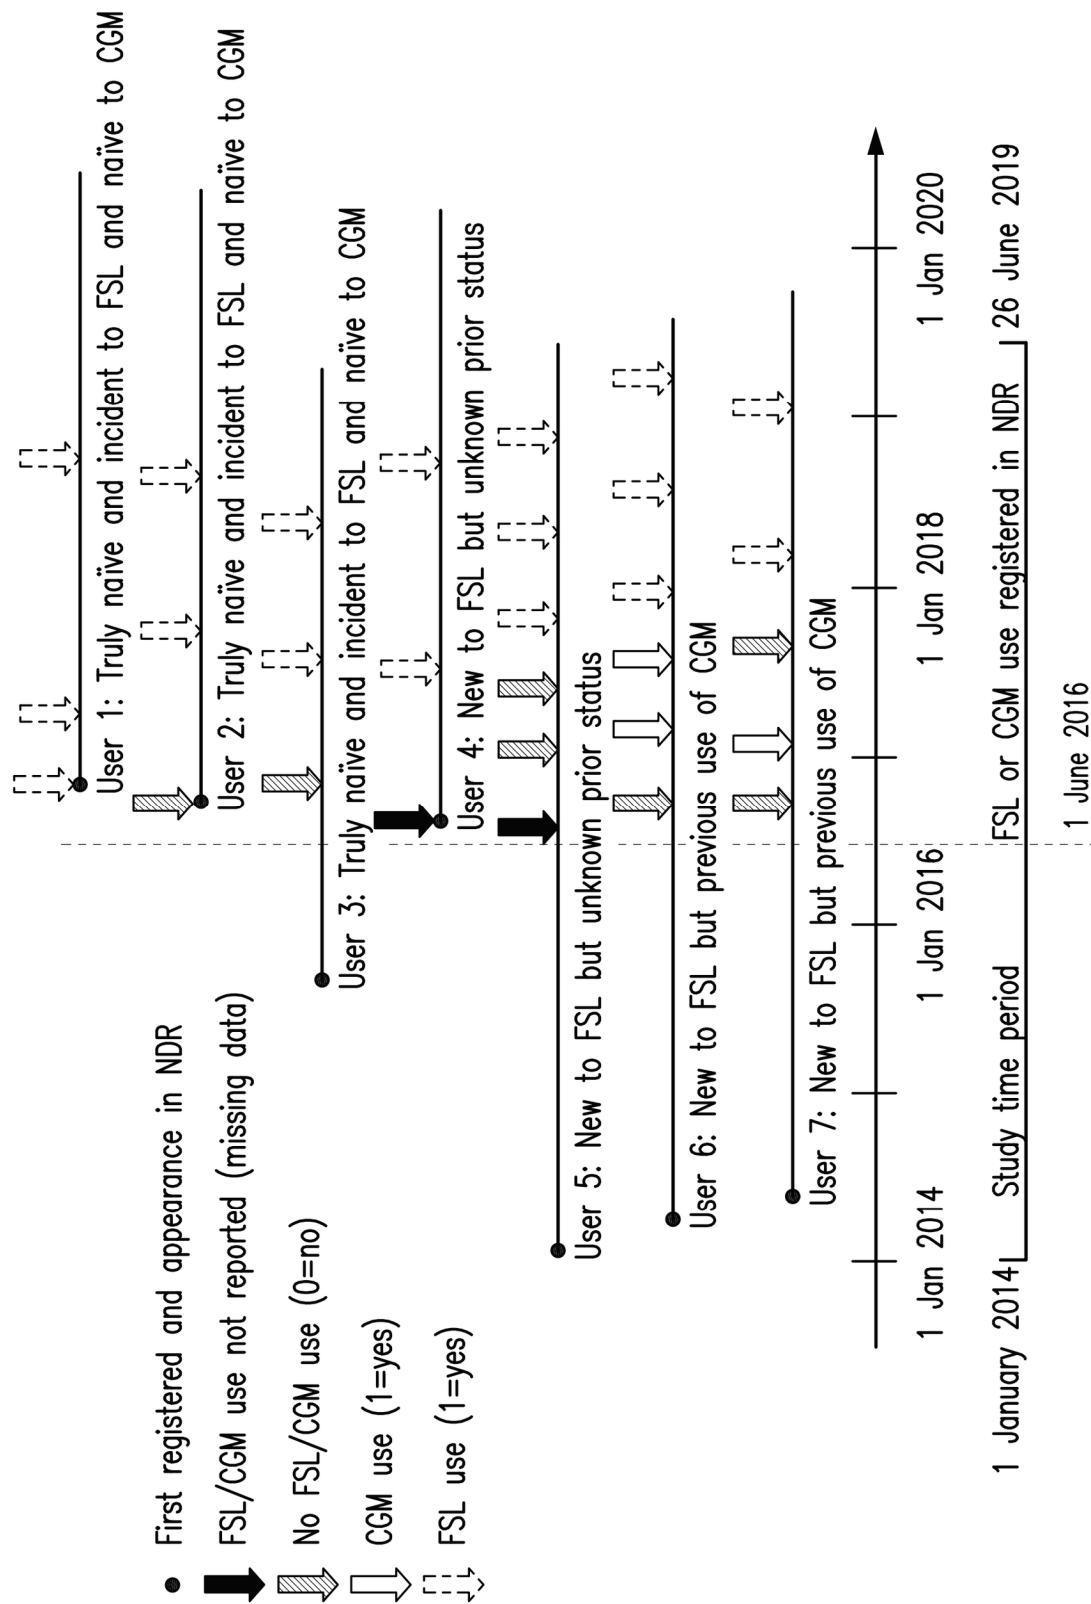 First registered and appearance in NDR
FSL/CGM use not reported (missing data)
No FSL/CGM use (0=no)
CGM use (1=yes)
FSL use (1=yes)
User 1: Truly naïve and incident to FSL and naïve to CGM
User 2: Truly naïve and incident to FSL and naïve to CGM
User 3: Truly naïve and incident to FSL and naïve to CGM
User 4: New to FSL but unknown prior status
User 5: New to FSL but unknown prior status
User 6: New to FSL but previous use of CGM
User 7: New to FSL but previous use of CGM
1 Jan 2014
1 Jan 2016
1 Jan 2018
1 Jan 2020
1 January 2014
Study time period
FSL or CGM use registered in NDR
26 June 2019
1 June 2016